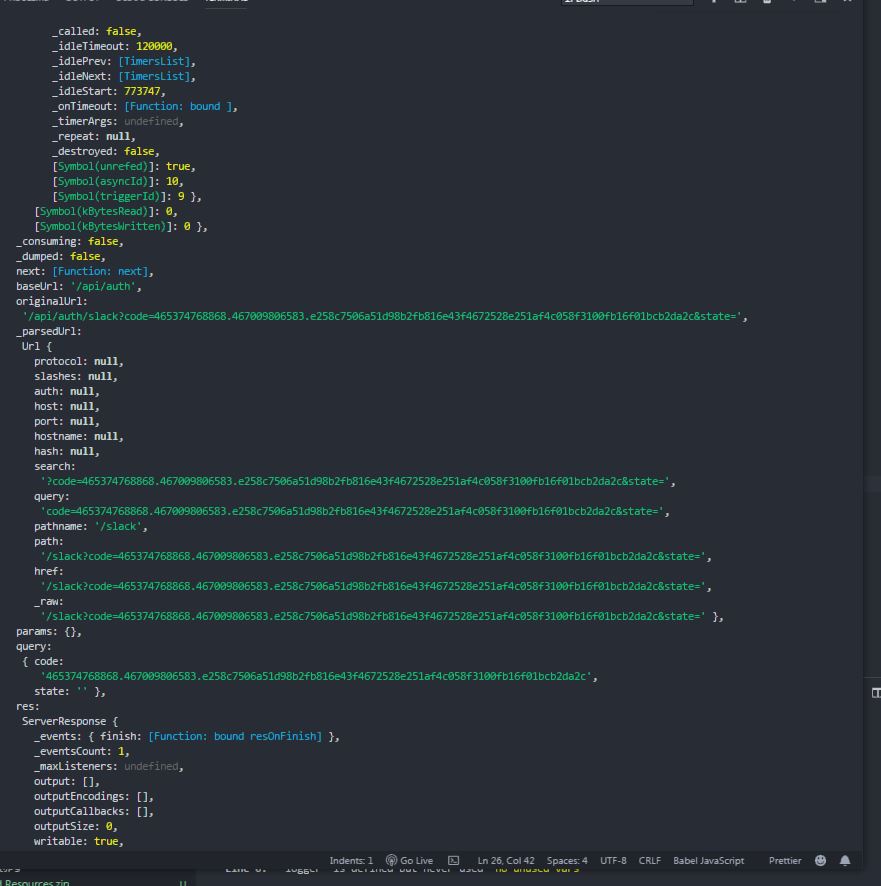 TERMINAL
_called: false,
_idleTimeout: 120000,
_idlePrev: [TimersList],
_idleNext: [TimersList],
_idleStart: 773747,
_onTimeout: [Function: bound ],
_timerArgs: undefined,
_repeat: null,
_destroyed: false,
[Symbol(unrefed)]: true,
[Symbol(asyncId)]: 10,
[Symbol(triggerId)]: 9 },
[Symbol(kBytesRead)]: 0,
[Symbol(kBytesWritten)]: 0 },
_consuming: false,
_dumped: false,
next: [Function: next],
baseUrl: '/api/auth',
originalUrl:
'/api/auth/slack?code=465374768868.467009806583.e258c7506a51d98b2fb816e43f4672528e251af4c058f3100fb16f01bcb2da2c&state=',
_parsedUrl:
Url {
protocol: null,
slashes: null,
auth: null,
host: null,
port: null,
hostname: null,
hash: null,
search:
'?code=465374768868.467009806583.e258c7506a51d98b2fb816e43f4672528e251af4c058f3100fb16f01bcb2da2c&state=',
query:
'code=465374768868.467009806583.e258c7506a51d98b2fb816e43f4672528e251af4c058f3100fb16f01bcb2da2c&state=',
pathname: '/slack',
path:
'/slack?code=465374768868.467009806583.e258c7506a51d98b2fb816e43f4672528e251af4c058f3100fb16f01bcb2da2c&state=',
href:
'/slack?code=465374768868.467009806583.e258c7506a51d98b2fb816e43f4672528e251af4c058f3100fb16f01bcb2da2c&state=',
_raw:
'/slack?code=465374768868.467009806583.e258c7506a51d98b2fb816e43f4672528e251af4c058f3100fb16f01bcb2da2c&state=' },
params: {},
query:
{ code:
'465374768868.467009806583.e258c7506a51d98b2fb816e43f4672528e251af4c058f3100fb16f01bcb2da2c',
state: '' },
res:
ServerResponse {
_events: { finish: [Function: bound resOnFinish] },
_eventsCount: 1,
_maxListeners: undefined,
output: [],
outputEncodings: [],
outputCallbacks: [],
outputSize: 0,
writable: true,
Indents: 1 Go Live Ln 26, Col 42 Spaces: 4 UTF-8 CRLF Babel JavaScript Prettier
is defined but never used no-unused-vars
Resources.zip